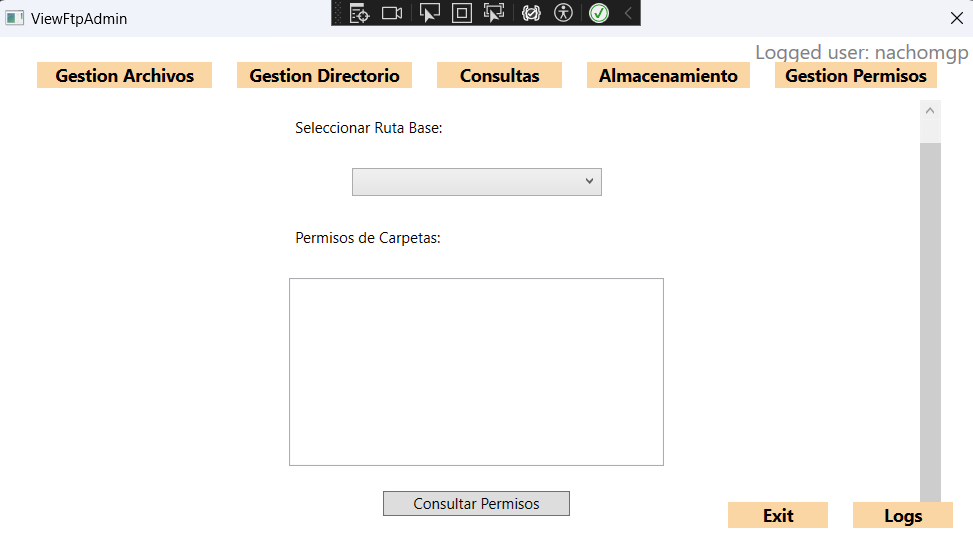 ViewFtpAdmin
Logged user: nachomgp
Gestion Archivos
Gestion Directorio
Consultas
Almacenamiento
Gestion Permisos
Seleccionar Ruta Base:
Permisos de Carpetas:
Consultar Permisos
Exit
Logs